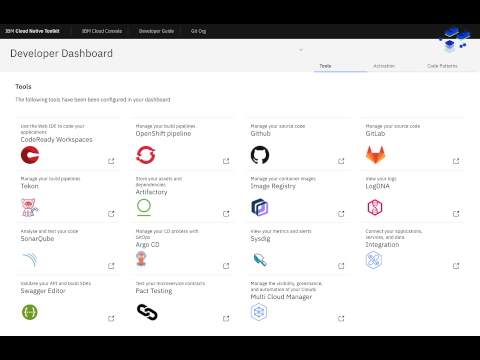 IBM Cloud Native Toolkit
IBM Cloud Console
Developer Guide
Git Org
Developer Dashboard
Tools
Activation
Code Patterns
Tools
The following tools have been been configured in your dashboard
Use the Web IDE to code your
applications
CodeReady Workspaces
Manage your build pipelines
OpenShift pipeline
Manage your source code
Github
Manage your source code
GitLab
Manage your build pipelines
Tekon
Store your assets and
dependencies
Artifactory
Manage your container images
Image Registry
View your logs
LogDNA
Analyse and test your code
SonarQube
Manage your CD process with
GitOps
Argo CD
View your metrics and alerts
Sysdig
Connect your applications,
services, and data.
Integration
Validate your API and build SDKs
Swagger Editor
Test your microservice contracts
Pact Testing
Manage the visibility, governance,
and automation of your Clouds
Multi Cloud Manager